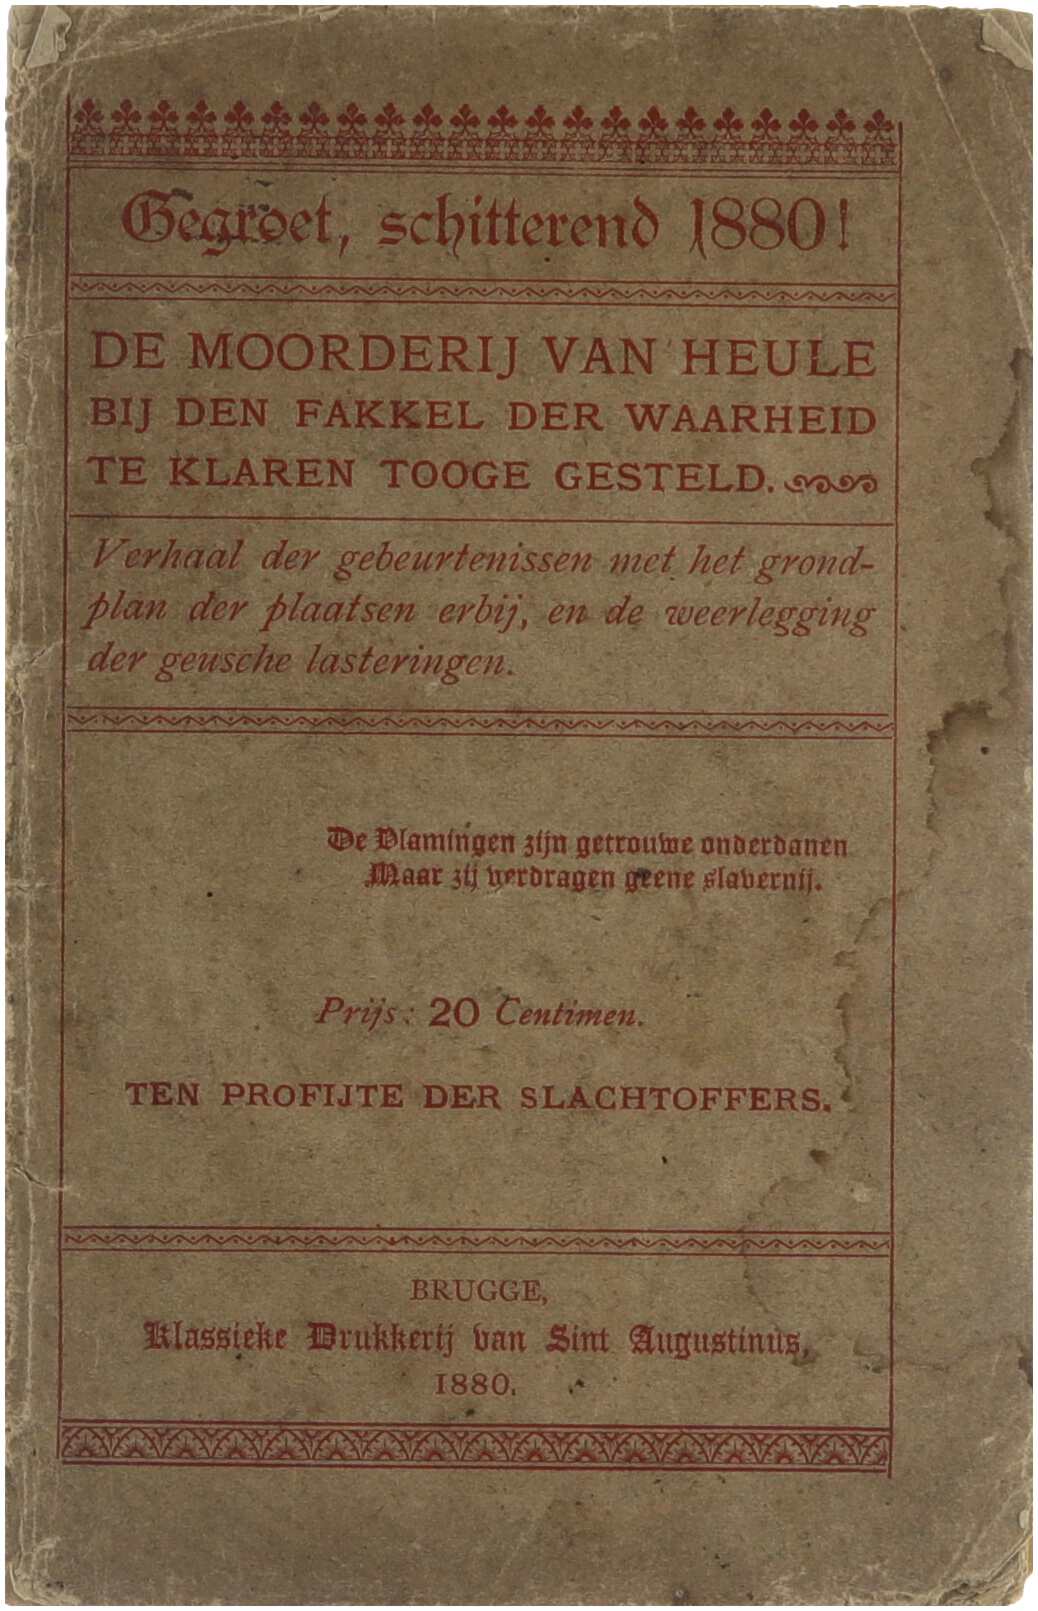 Gegroet, schitterend 1880!
DE MOORDERIJ VAN HEULE
BIJ DEN FAKKEL DER WAARHEID
TE KLAREN TOOGE GESTELD.
Verhaal der gebeurtenissen met het grond-
plan der plaatsen erbij, en de weerlegging
der geusche lasteringen.
De Vlamingen zijn getrouwe onderdanen
Maar zij verdragen geene slavernij.
Prijs: 20 Centimen.
TEN PROFIJTE DER SLACHTOFFERS.
BRUGGE,
Klassieke Drukkerij van Sint Augustinus,
1880.